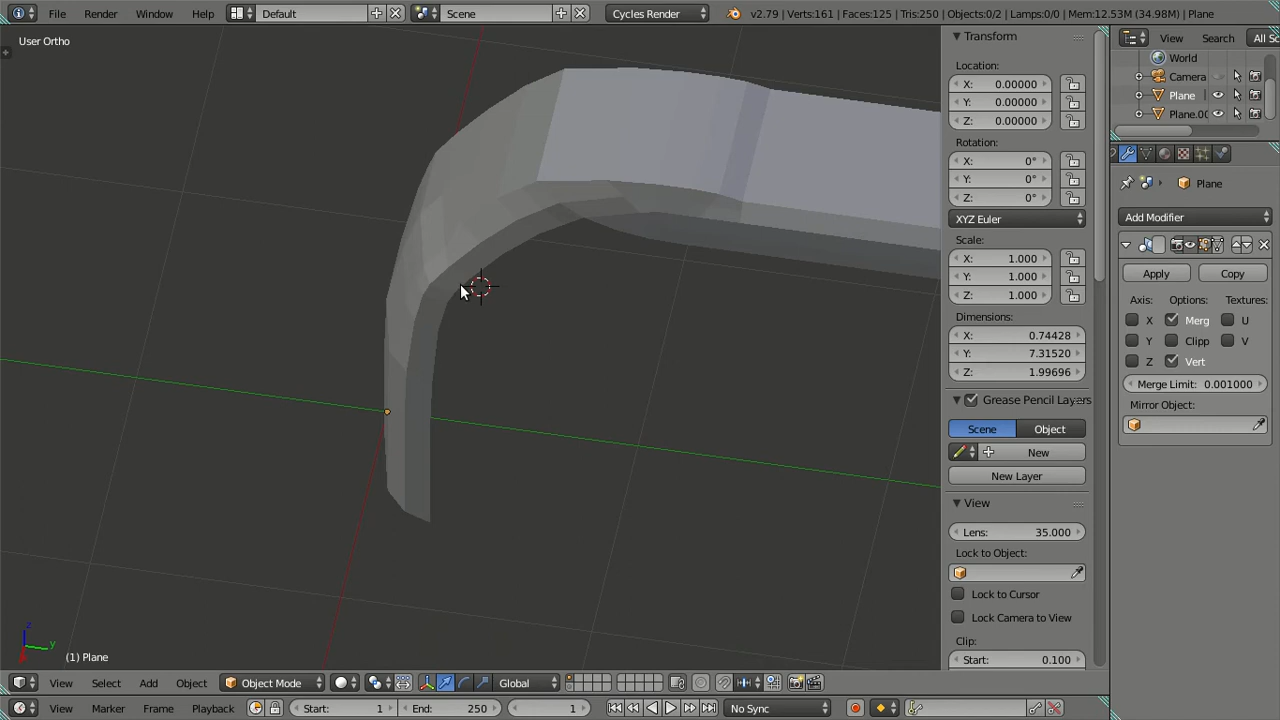 File Render Window Help Default Scene Cycles Render v2.79 | Verts:161 | Faces:125 | Tris:250 | Objects:0/2 | Lamps:0/0 | Mem:12.53M (34.98M) | Plane
User Ortho
Transform
Location:
X: 0.00000
Y: 0.00000
Z: 0.00000
Rotation:
X: 0°
Y: 0°
Z: 0°
XYZ Euler
Scale:
X: 1.000
Y: 1.000
Z: 1.000
Dimensions:
X: 0.74428
Y: 7.31520
Z: 1.99696
Grease Pencil Layers
Scene Object
New
New Layer
View
Lens: 35.000
Lock to Object:
Lock to Cursor
Lock Camera to View
Clip:
Start: 0.100
View Search All Sc
World
Camera
Plane
Plane.00
Plane
Add Modifier
Apply Copy
Axis: Options: Textures:
X Merg U
Y Clipp V
Z Vert
Merge Limit: 0.001000
Mirror Object:
z
y
(1) Plane
View Select Add Object Object Mode Global
View Marker Frame Playback Start: 1 End: 250 1 No Sync